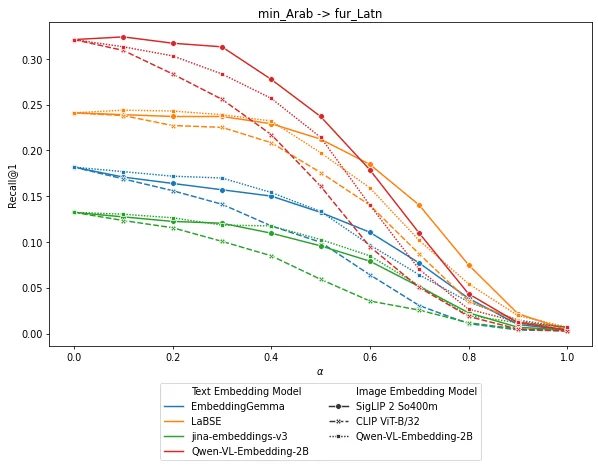 min_Arab -> fur_Latn
Recall@1
0.30
0.25
0.20
0.15
0.10
0.05
0.00
0.0 0.2 0.4 0.6 0.8 1.0
α
Text Embedding Model Image Embedding Model
EmbeddingGemma SigLIP 2 So400m
LaBSE CLIP ViT-B/32
jina-embeddings-v3 Qwen-VL-Embedding-2B
Qwen-VL-Embedding-2B